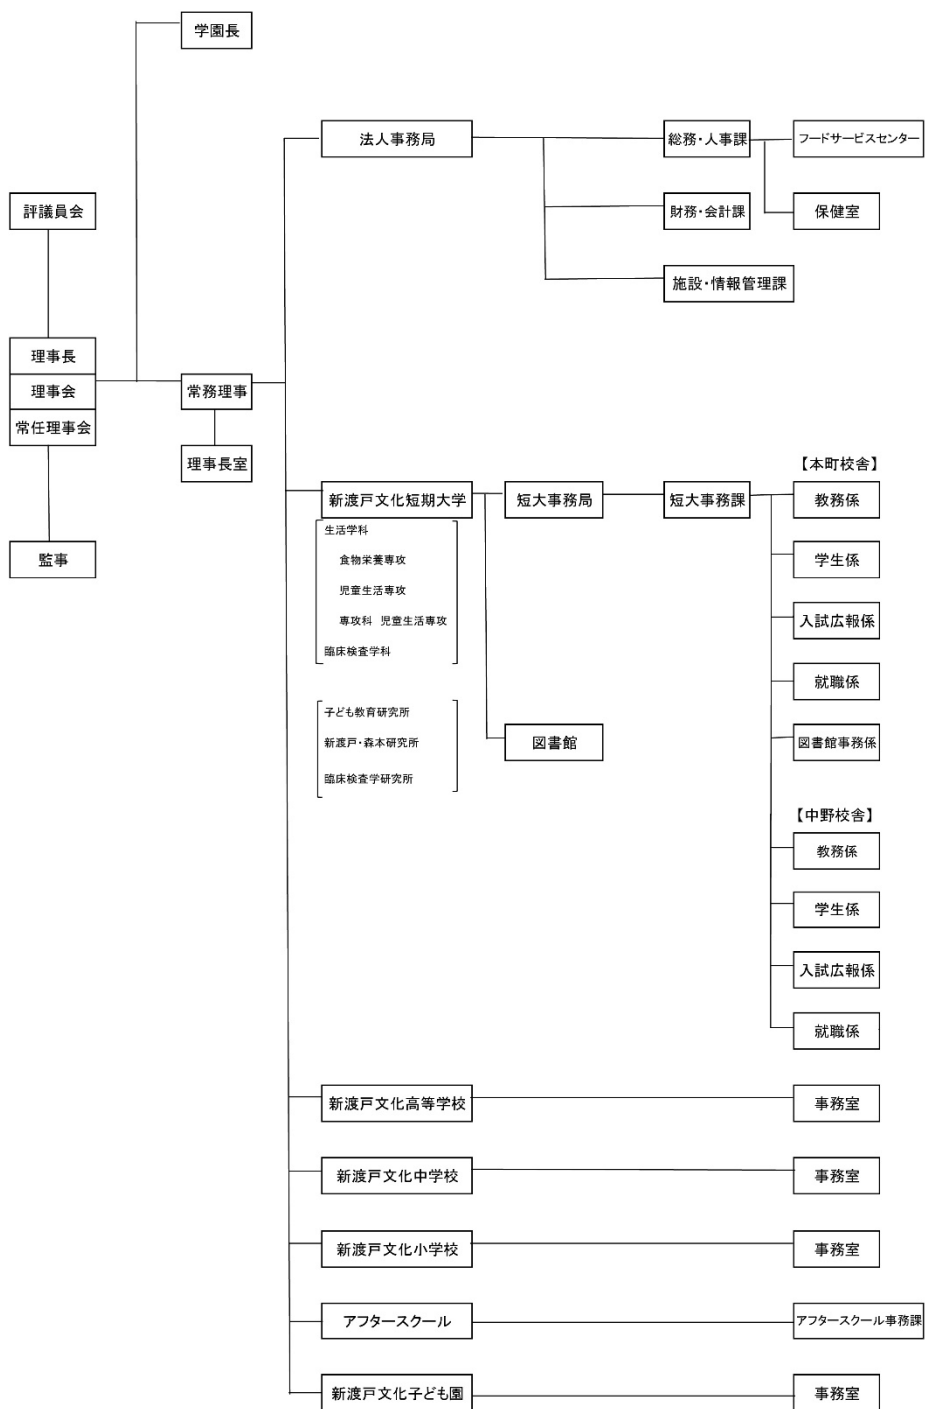 学園長
法人事務局
総務・人事課
フードサービスセンター
評議員会
財務・会計課
保健室
施設・情報管理課
理事長
理事会
常任理事会
常務理事
理事長室
監事
【本町校舎】
新渡戸文化短期大学
短大事務局
短大事務課
教務係
生活学科
食物栄養専攻
児童生活専攻
専攻科 児童生活専攻
臨床検査学科
学生係
入試広報係
就職係
子ども教育研究所
新渡戸・森本研究所
臨床検査学研究所
図書館
図書館事務係
【中野校舎】
教務係
学生係
入試広報係
就職係
新渡戸文化高等学校
事務室
新渡戸文化中学校
事務室
新渡戸文化小学校
事務室
アフタースクール
アフタースクール事務課
新渡戸文化子ども園
事務室